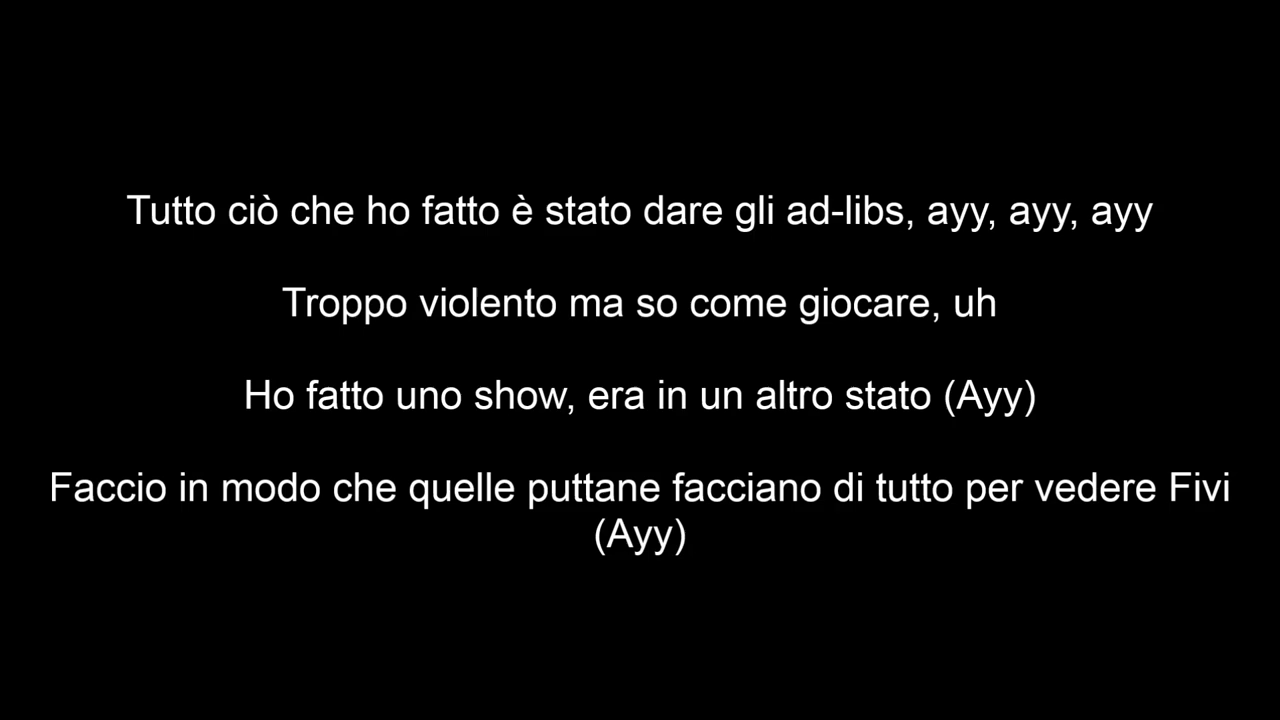 Tutto ciò che ho fatto è stato dare gli ad-libs, ayy, ayy, ayy
Troppo violento ma so come giocare, uh
Ho fatto uno show, era in un altro stato (Ayy)
Faccio in modo che quelle puttane facciano di tutto per vedere Fivi
(Ayy)